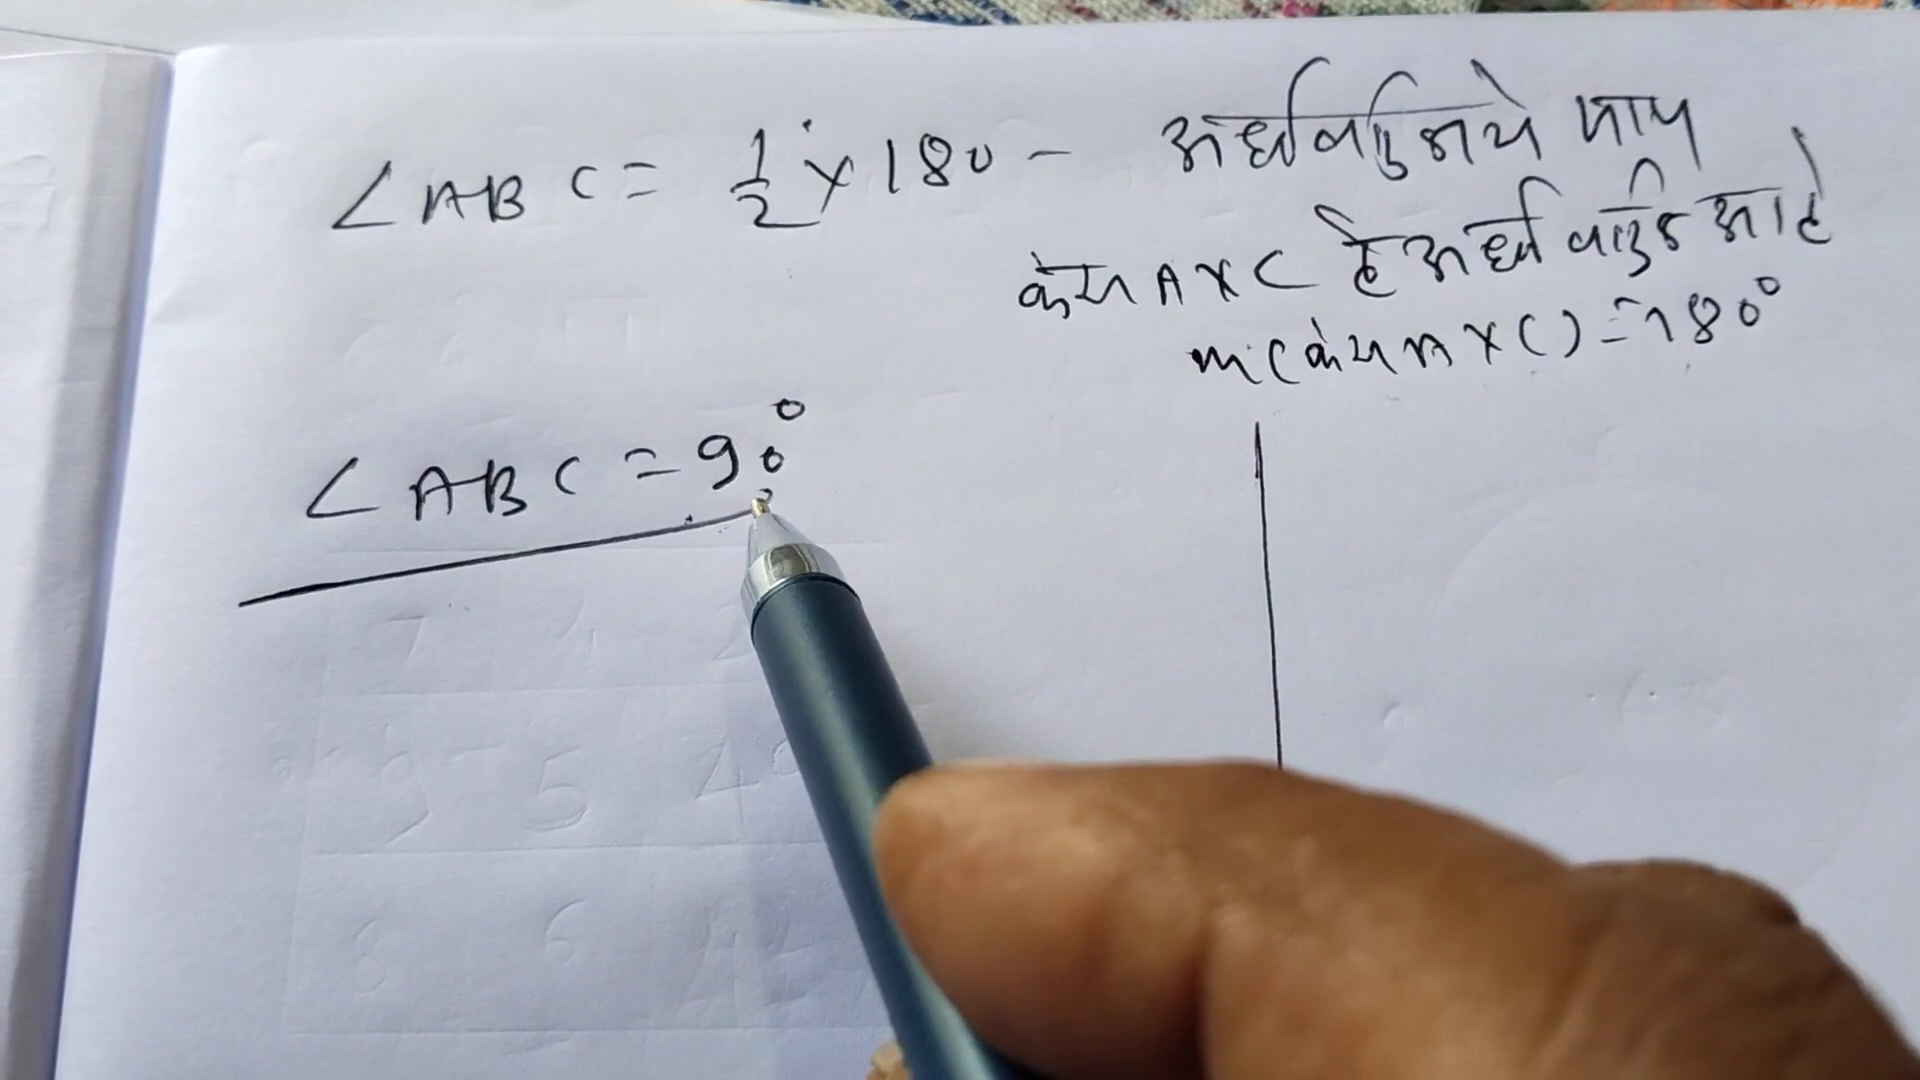 ∠ABC = 1/2 × 180 - अर्धवर्तुळाचे माप
कंस AXC हे अर्धवर्तुळ आहे
m(कंस AXC) = 180°
∠ABC = 90°